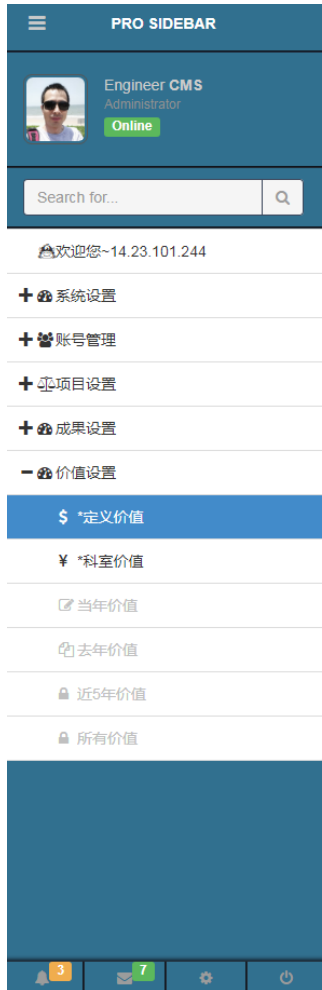 PRO SIDEBAR
Engineer CMS
Administrator
Online
Search for...
欢迎您~14.23.101.244
系统设置
账号管理
项目设置
成果设置
价值设置
$ *定义价值
¥ *科室价值
当年价值
去年价值
近5年价值
所有价值
3
7